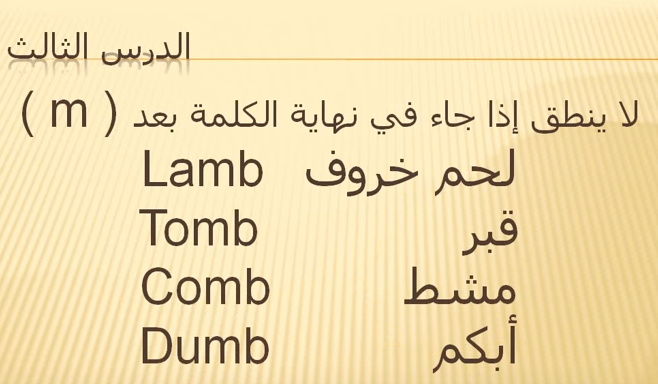 الدرس الثالث
لا ينطق إذا جاء في نهاية الكلمة بعد ( m )
Lamb لحم خروف
Tomb قبر
Comb مشط
Dumb أبكم